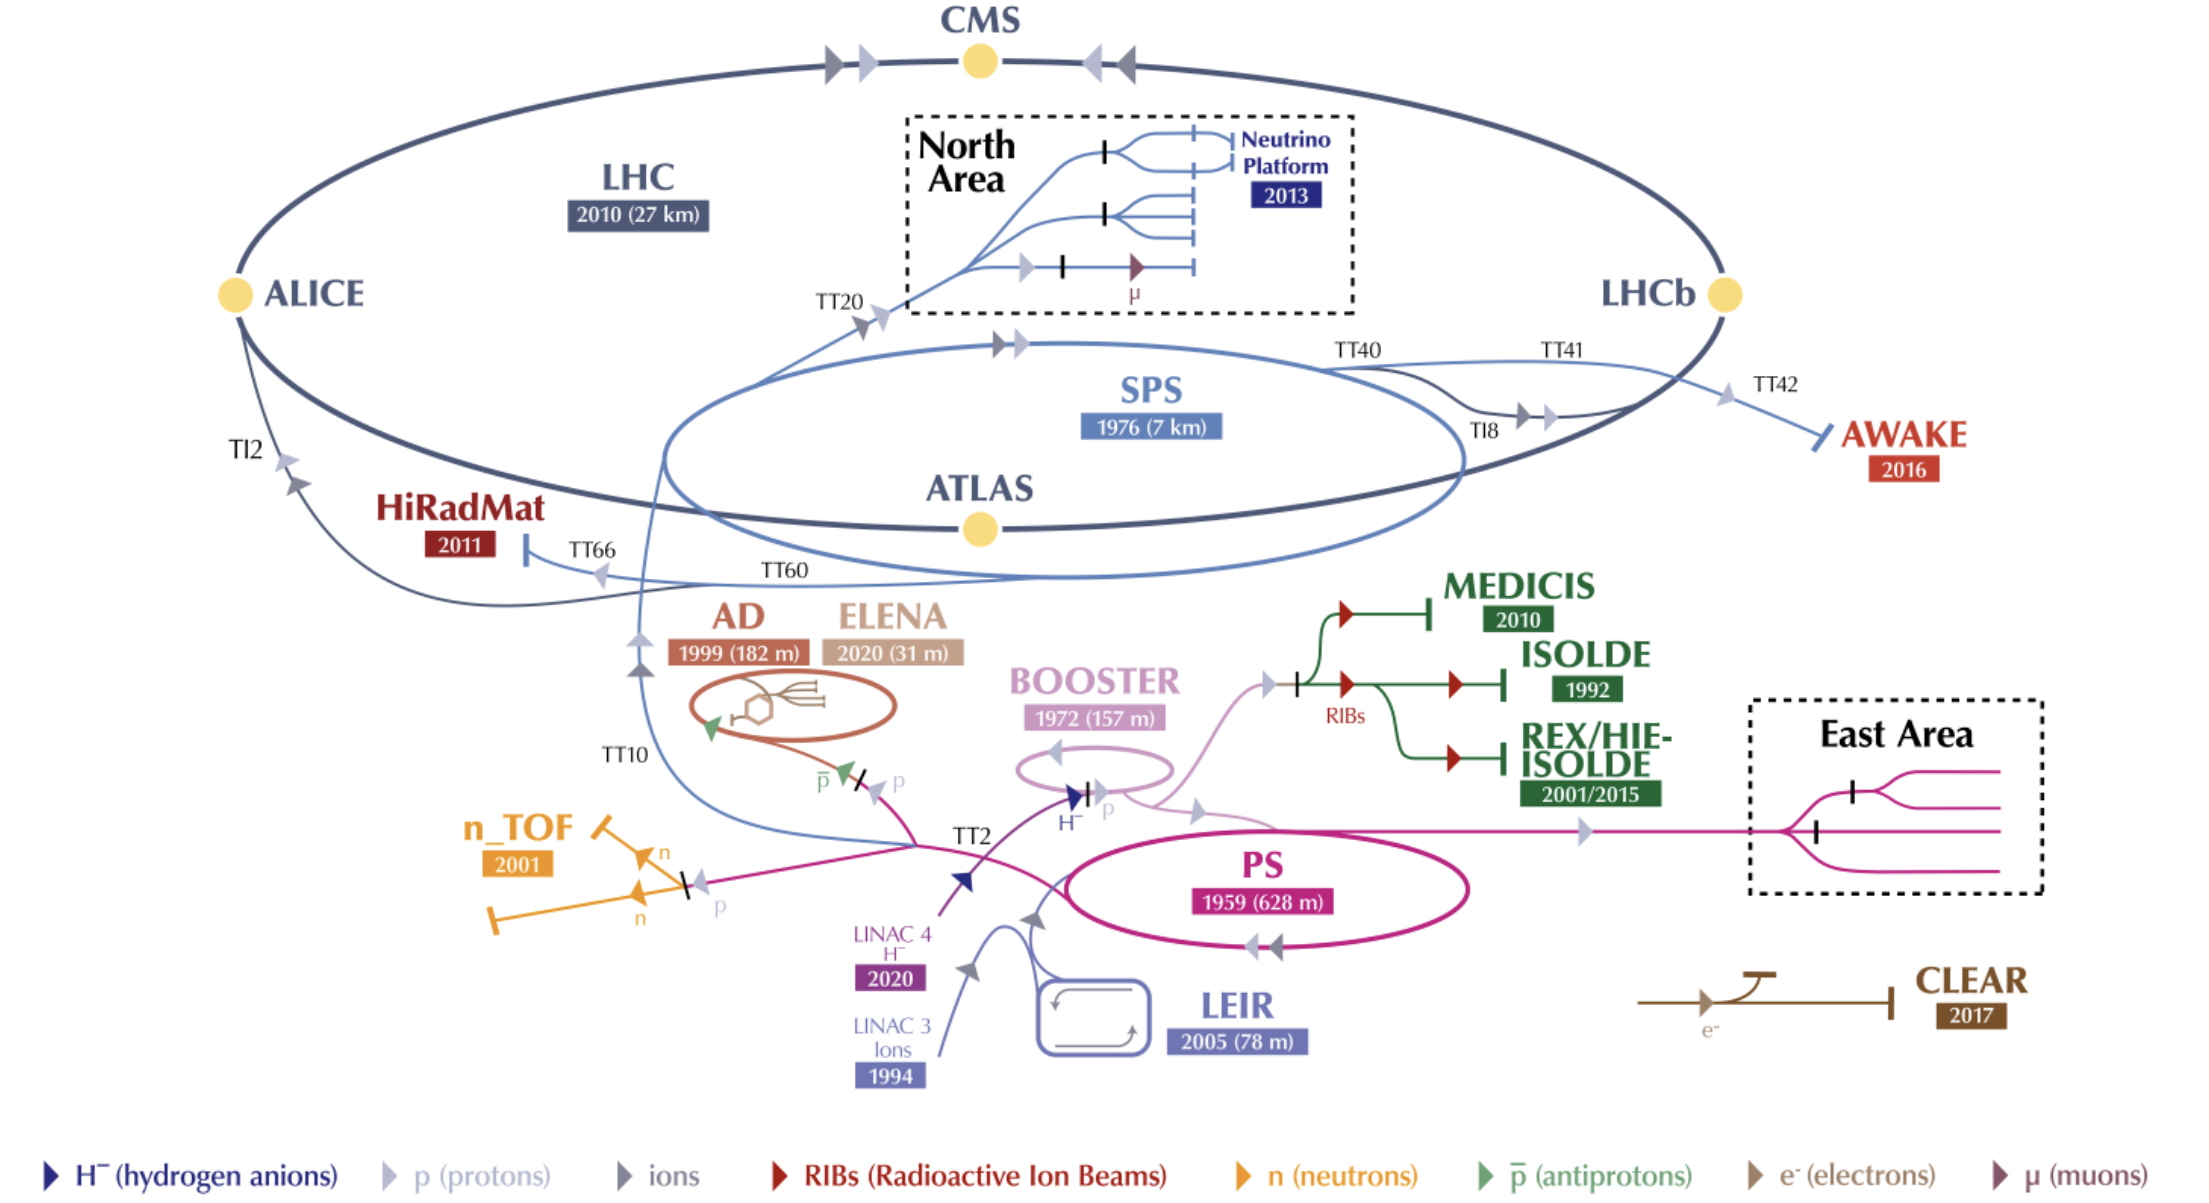 CMS
North
Area
Neutrino
Platform
2013
LHC
2010 (27 km)
ALICE
LHCb
TT20
μ
TT40
TT41
TT42
SPS
1976 (7 km)
TI8
AWAKE
2016
TI2
ATLAS
HiRadMat
2011
TT66
TT60
MEDICIS
2010
AD
1999 (182 m)
ELENA
2020 (31 m)
ISOLDE
1992
BOOSTER
1972 (157 m)
RIBs
REX/HIE-
ISOLDE
2001/2015
East Area
TT10
p̅
p
H⁻
p
n_TOF
2001
n
n
p
TT2
PS
1959 (628 m)
LINAC 4
H⁻
2020
LINAC 3
Ions
1994
LEIR
2005 (78 m)
CLEAR
2017
e⁻
H⁻ (hydrogen anions)
p (protons)
ions
RIBs (Radioactive Ion Beams)
n (neutrons)
p̅ (antiprotons)
e⁻ (electrons)
μ (muons)